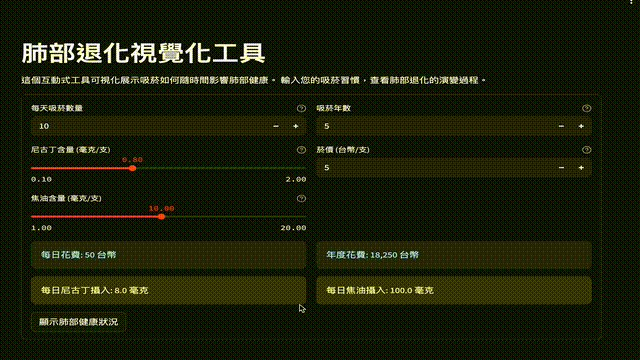 肺部退化視覺化工具
這個互動式工具可視化展示吸菸如何隨時間影響肺部健康。 輸入您的吸菸習慣，查看肺部退化的演變過程。
每天吸菸數量
吸菸年數
10
5
尼古丁含量 (毫克/支)
菸價 (台幣/支)
0.80
5
0.10
2.00
焦油含量 (毫克/支)
10.00
1.00
20.00
每日花費: 50 台幣
年度花費: 18,250 台幣
每日尼古丁攝入: 8.0 毫克
每日焦油攝入: 100.0 毫克
顯示肺部健康狀況